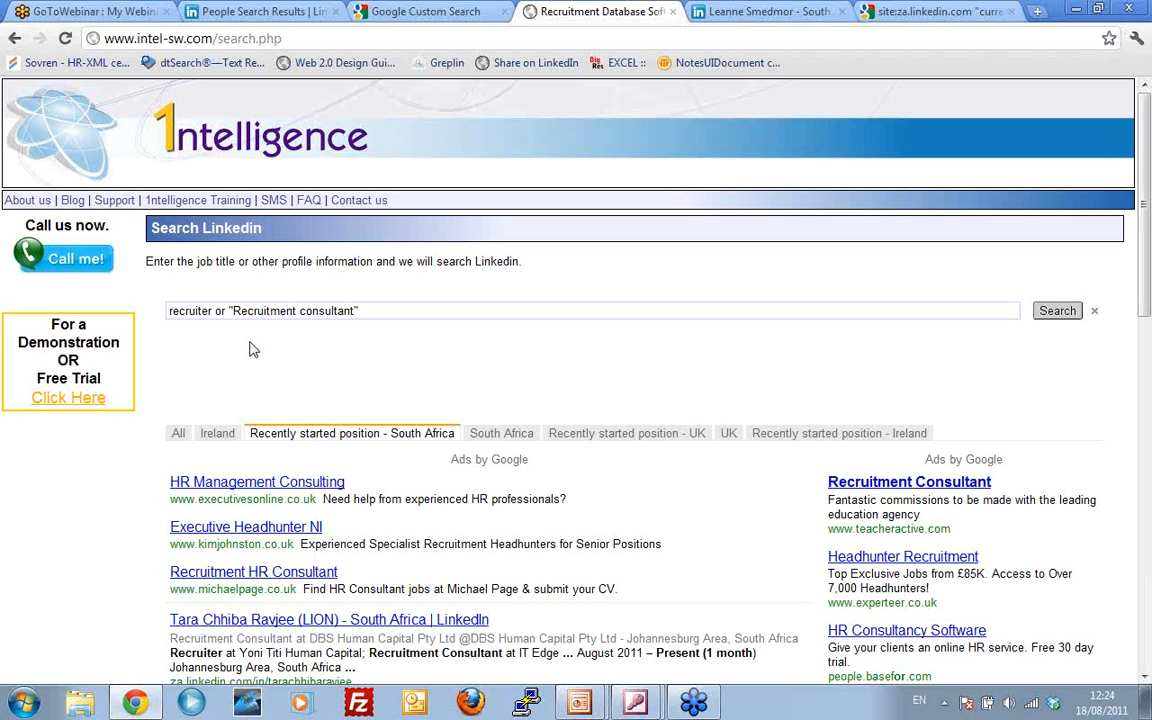 GoToWebinar : My Webin
People Search Results | Lin
Google Custom Search
Recruitment Database Sof
Leanne Smedmor - South
site:za.linkedin.com "curre
www.intel-sw.com/search.php
Sovren - HR-XML ce...
dtSearch®—Text Re...
Web 2.0 Design Gui...
Greplin
Share on LinkedIn
EXCEL ::
NotesUIDocument c...
1ntelligence
About us | Blog | Support | 1ntelligence Training | SMS | FAQ | Contact us
Call us now.
Call me!
For a
Demonstration
OR
Free Trial
Click Here
Search Linkedin
Enter the job title or other profile information and we will search Linkedin.
recruiter or "Recruitment consultant"
Search
All
Ireland
Recently started position - South Africa
South Africa
Recently started position - UK
UK
Recently started position - Ireland
Ads by Google
HR Management Consulting
www.executivesonline.co.uk Need help from experienced HR professionals?
Executive Headhunter NI
www.kimjohnston.co.uk Experienced Specialist Recruitment Headhunters for Senior Positions
Recruitment HR Consultant
www.michaelpage.co.uk Find HR Consultant jobs at Michael Page & submit your CV.
Tara Chhiba Ravjee (LION) - South Africa | LinkedIn
Recruitment Consultant at DBS Human Capital Pty Ltd @DBS Human Capital Pty Ltd - Johannesburg Area, South Africa
Recruiter at Yoni Titi Human Capital; Recruitment Consultant at IT Edge ... August 2011 – Present (1 month)
Johannesburg Area, South Africa ...
za.linkedin.com/in/tarachhibaravjee
Ads by Google
Recruitment Consultant
Fantastic commissions to be made with the leading
education agency
www.teacheractive.com
Headhunter Recruitment
Top Exclusive Jobs from £85K. Access to Over
7,000 Headhunters!
www.experteer.co.uk
HR Consultancy Software
Give your clients an online HR service. Free 30 day
trial.
people.basefor.com
EN
12:24
18/08/2011